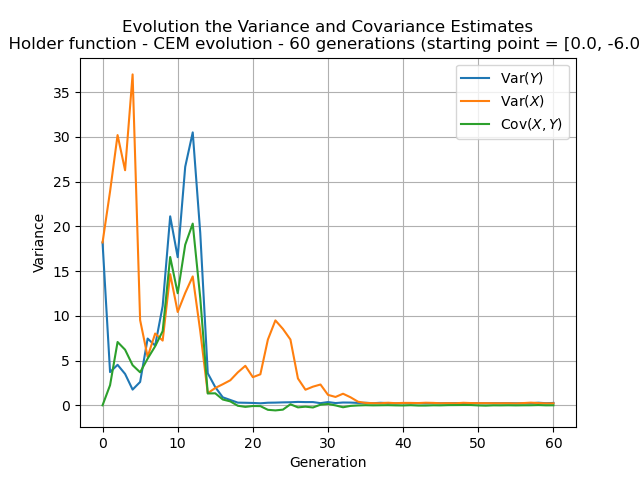 Evolution the Variance and Covariance Estimates
Holder function - CEM evolution - 60 generations (starting point = [0.0, -6.0
Var(Y)
Var(X)
Cov(X, Y)
35
30
25
20
15
10
5
0
Variance
0 10 20 30 40 50 60
Generation